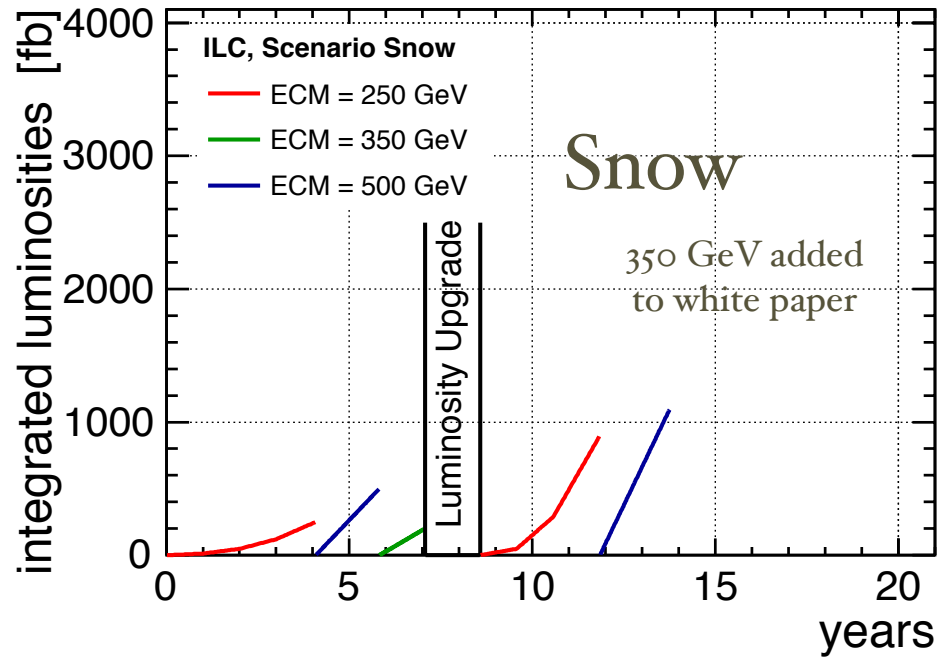 integrated luminosities [fb]
4000
3000
2000
1000
0
ILC, Scenario Snow
ECM = 250 GeV
ECM = 350 GeV
ECM = 500 GeV
Snow
350 GeV added
to white paper
Luminosity Upgrade
0 5 10 15 20
years